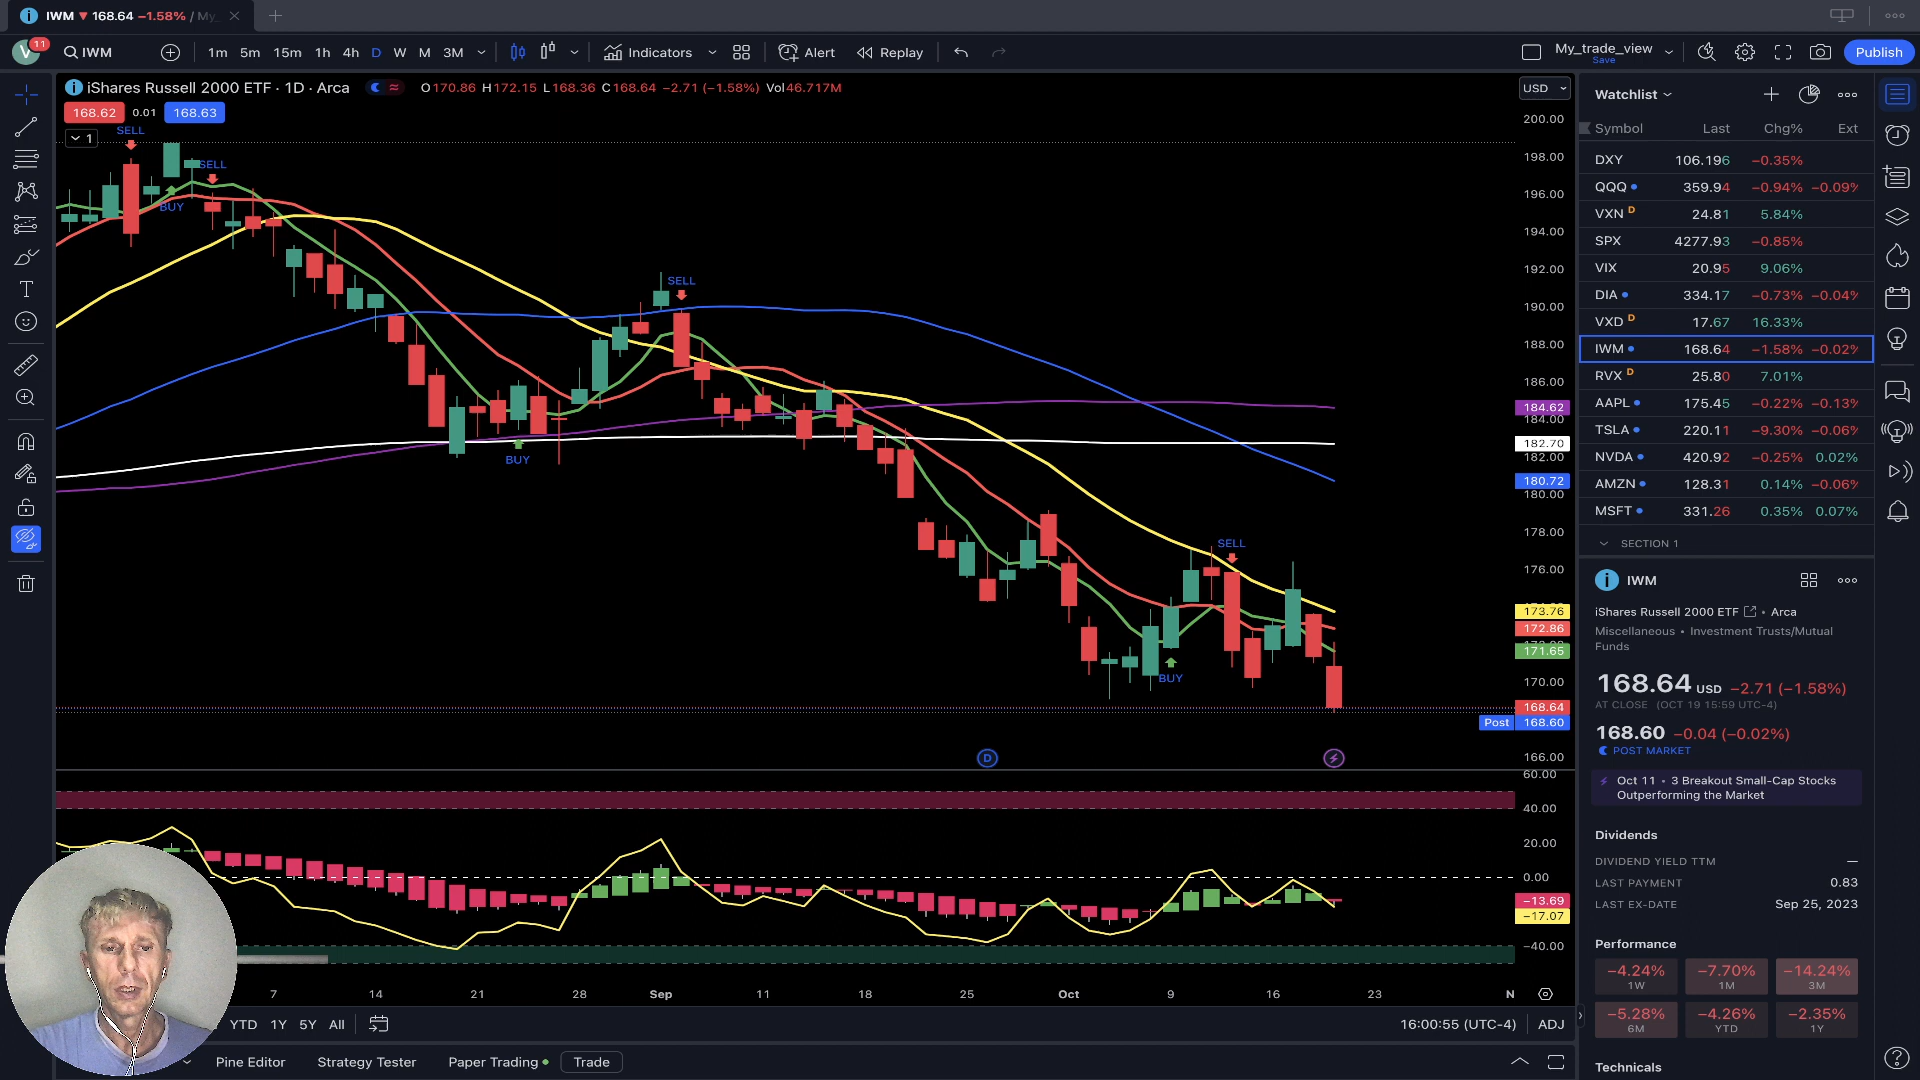 IWM ▼ 168.64 −1.58% / My_
V 11 IWM 1m 5m 15m 1h 4h D W M 3M Indicators Alert Replay My_trade_view Save Publish
iShares Russell 2000 ETF · 1D · Arca O170.86 H172.15 L168.36 C168.64 −2.71 (−1.58%) Vol46.717M USD
168.62 0.01 168.63
1
SELL
SELL
BUY
SELL
BUY
SELL
BUY
200.00
198.00
196.00
194.00
192.00
190.00
188.00
186.00
184.62
184.00
182.70
182.00
180.72
180.00
178.00
176.00
173.76
172.86
171.65
170.00
168.64
Post 168.60
166.00
D
60.00
40.00
20.00
0.00
−13.69
−17.07
−40.00
7 14 21 28 Sep 11 18 25 Oct 9 16 23 N
YTD 1Y 5Y All 16:00:55 (UTC-4) ADJ
Pine Editor Strategy Tester Paper Trading Trade
Watchlist
Symbol Last Chg% Ext
DXY 106.196 −0.35%
QQQ 359.94 −0.94% −0.09%
VXN D 24.81 5.84%
SPX 4277.93 −0.85%
VIX 20.95 9.06%
DIA 334.17 −0.73% −0.04%
VXD D 17.67 16.33%
IWM 168.64 −1.58% −0.02%
RVX D 25.80 7.01%
AAPL 175.45 −0.22% −0.13%
TSLA 220.11 −9.30% −0.06%
NVDA 420.92 −0.25% 0.02%
AMZN 128.31 0.14% −0.06%
MSFT 331.26 0.35% 0.07%
SECTION 1
IWM
iShares Russell 2000 ETF • Arca
Miscellaneous • Investment Trusts/Mutual
Funds
168.64 USD −2.71 (−1.58%)
AT CLOSE (OCT 19 15:59 UTC-4)
168.60 −0.04 (−0.02%)
POST MARKET
Oct 11 • 3 Breakout Small-Cap Stocks
Outperforming the Market
Dividends
DIVIDEND YIELD TTM —
LAST PAYMENT 0.83
LAST EX-DATE Sep 25, 2023
Performance
−4.24% −7.70% −14.24%
1W 1M 3M
−5.28% −4.26% −2.35%
6M YTD 1Y
Technicals